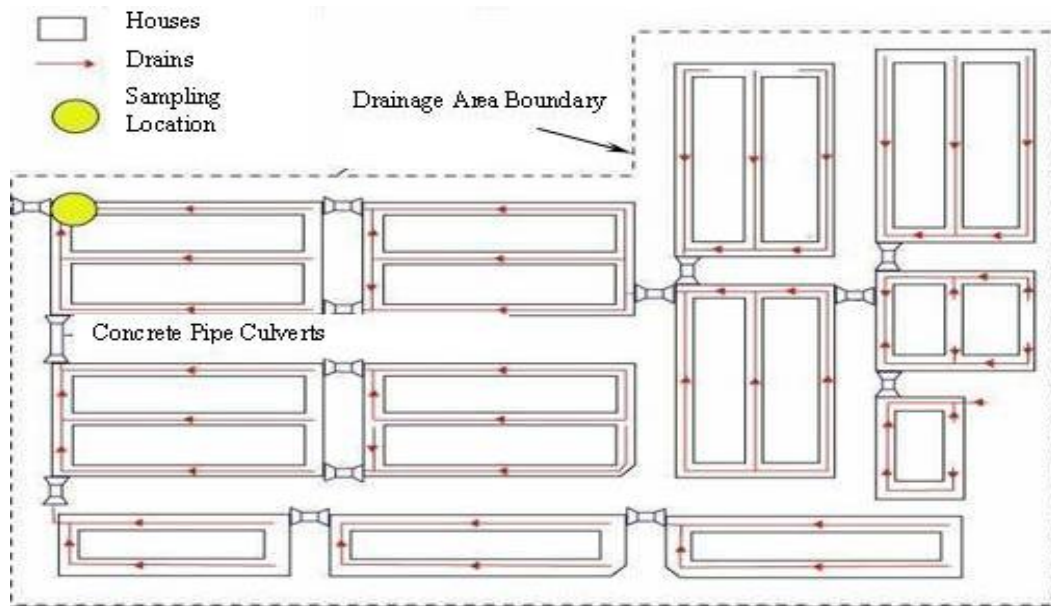 Houses
Drains
Sampling
Location
Drainage Area Boundary
Concrete Pipe Culverts